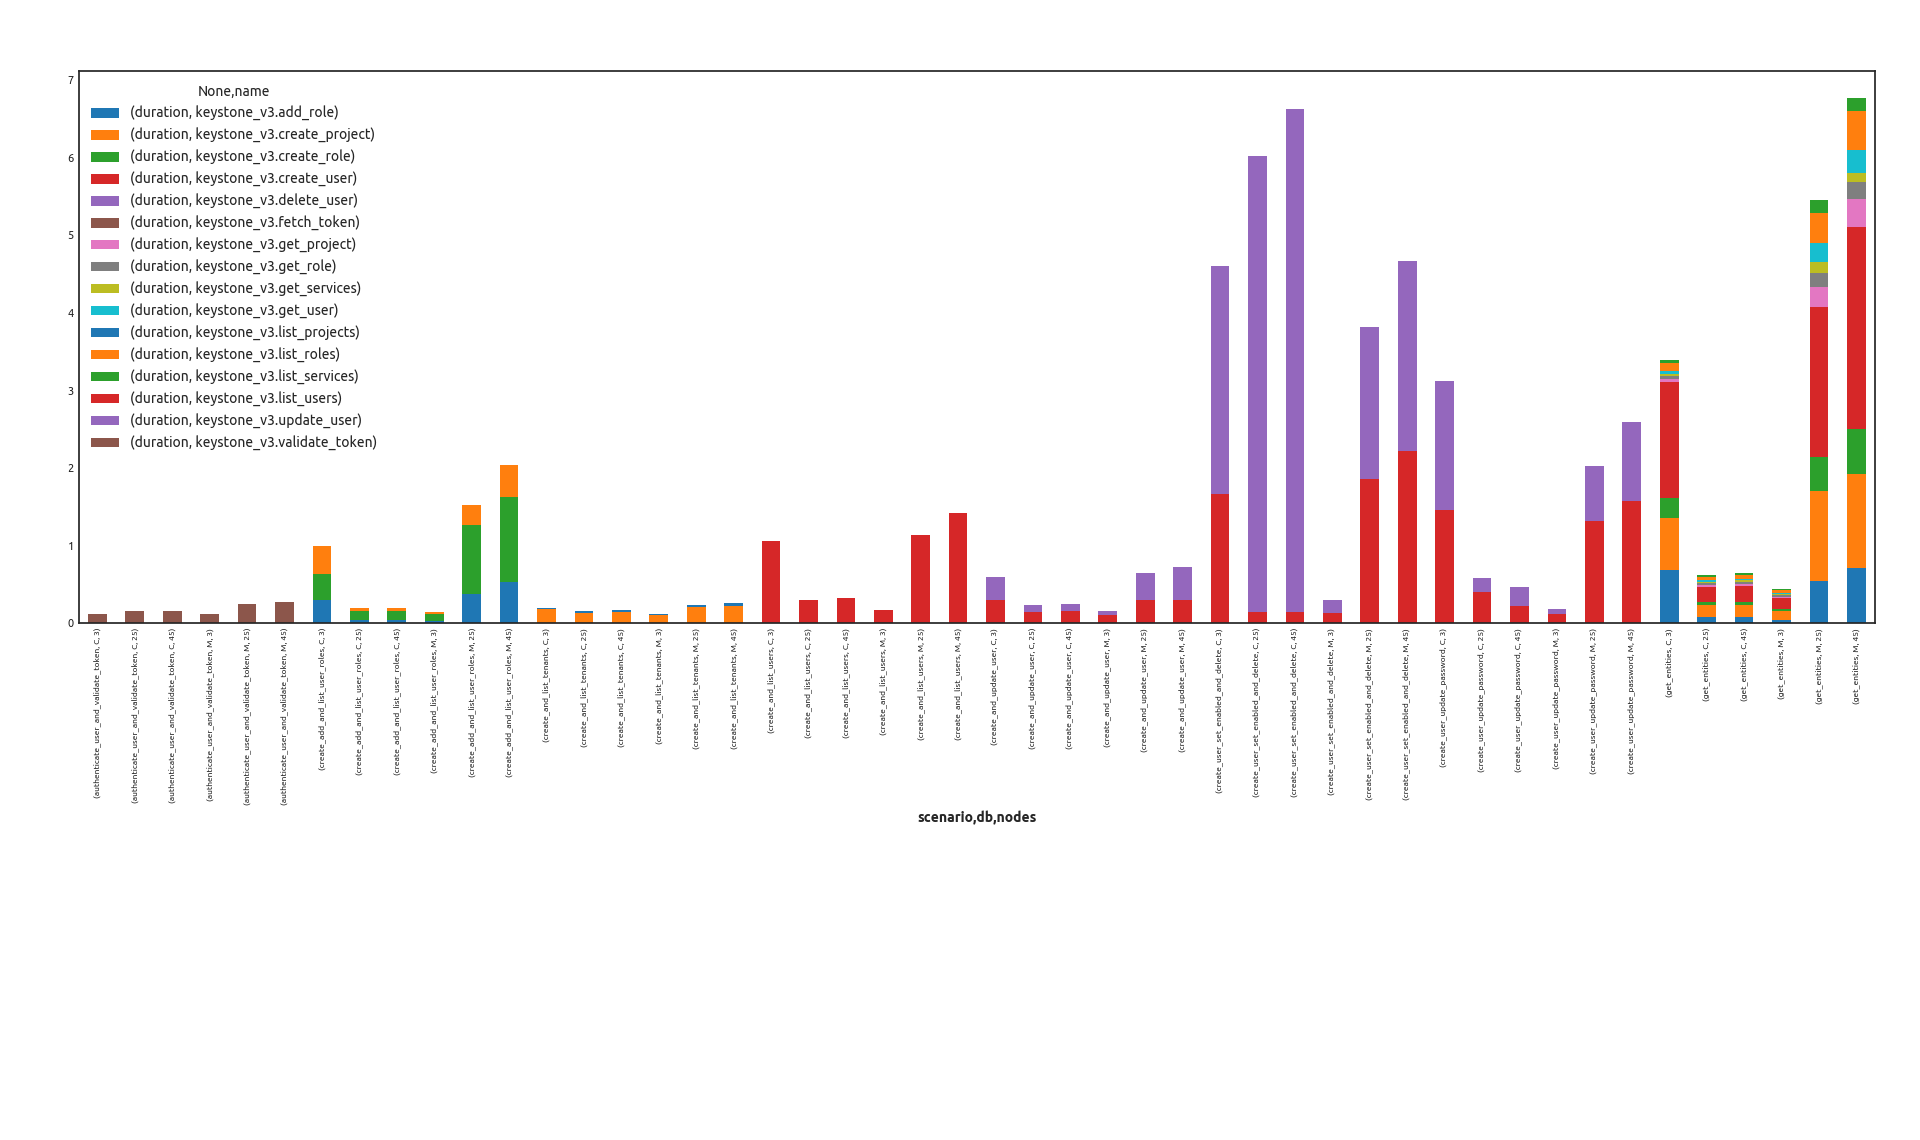 7
6
5
4
3
2
1
0
None,name
(duration, keystone_v3.add_role)
(duration, keystone_v3.create_project)
(duration, keystone_v3.create_role)
(duration, keystone_v3.create_user)
(duration, keystone_v3.delete_user)
(duration, keystone_v3.fetch_token)
(duration, keystone_v3.get_project)
(duration, keystone_v3.get_role)
(duration, keystone_v3.get_services)
(duration, keystone_v3.get_user)
(duration, keystone_v3.list_projects)
(duration, keystone_v3.list_roles)
(duration, keystone_v3.list_services)
(duration, keystone_v3.list_users)
(duration, keystone_v3.update_user)
(duration, keystone_v3.validate_token)
(authenticate_user_and_validate_token, C, 3)
(authenticate_user_and_validate_token, C, 25)
(authenticate_user_and_validate_token, C, 45)
(authenticate_user_and_validate_token, M, 3)
(authenticate_user_and_validate_token, M, 25)
(authenticate_user_and_validate_token, M, 45)
(create_add_and_list_user_roles, C, 3)
(create_add_and_list_user_roles, C, 25)
(create_add_and_list_user_roles, C, 45)
(create_add_and_list_user_roles, M, 3)
(create_add_and_list_user_roles, M, 25)
(create_add_and_list_user_roles, M, 45)
(create_and_list_tenants, C, 3)
(create_and_list_tenants, C, 25)
(create_and_list_tenants, C, 45)
(create_and_list_tenants, M, 3)
(create_and_list_tenants, M, 25)
(create_and_list_tenants, M, 45)
(create_and_list_users, C, 3)
(create_and_list_users, C, 25)
(create_and_list_users, C, 45)
(create_and_list_users, M, 3)
(create_and_list_users, M, 25)
(create_and_list_users, M, 45)
(create_and_update_user, C, 3)
(create_and_update_user, C, 25)
(create_and_update_user, C, 45)
(create_and_update_user, M, 3)
(create_and_update_user, M, 25)
(create_and_update_user, M, 45)
(create_user_set_enabled_and_delete, C, 3)
(create_user_set_enabled_and_delete, C, 25)
(create_user_set_enabled_and_delete, C, 45)
(create_user_set_enabled_and_delete, M, 3)
(create_user_set_enabled_and_delete, M, 25)
(create_user_set_enabled_and_delete, M, 45)
(create_user_update_password, C, 3)
(create_user_update_password, C, 25)
(create_user_update_password, C, 45)
(create_user_update_password, M, 3)
(create_user_update_password, M, 25)
(create_user_update_password, M, 45)
(get_entities, C, 3)
(get_entities, C, 25)
(get_entities, C, 45)
(get_entities, M, 3)
(get_entities, M, 25)
(get_entities, M, 45)
scenario,db,nodes